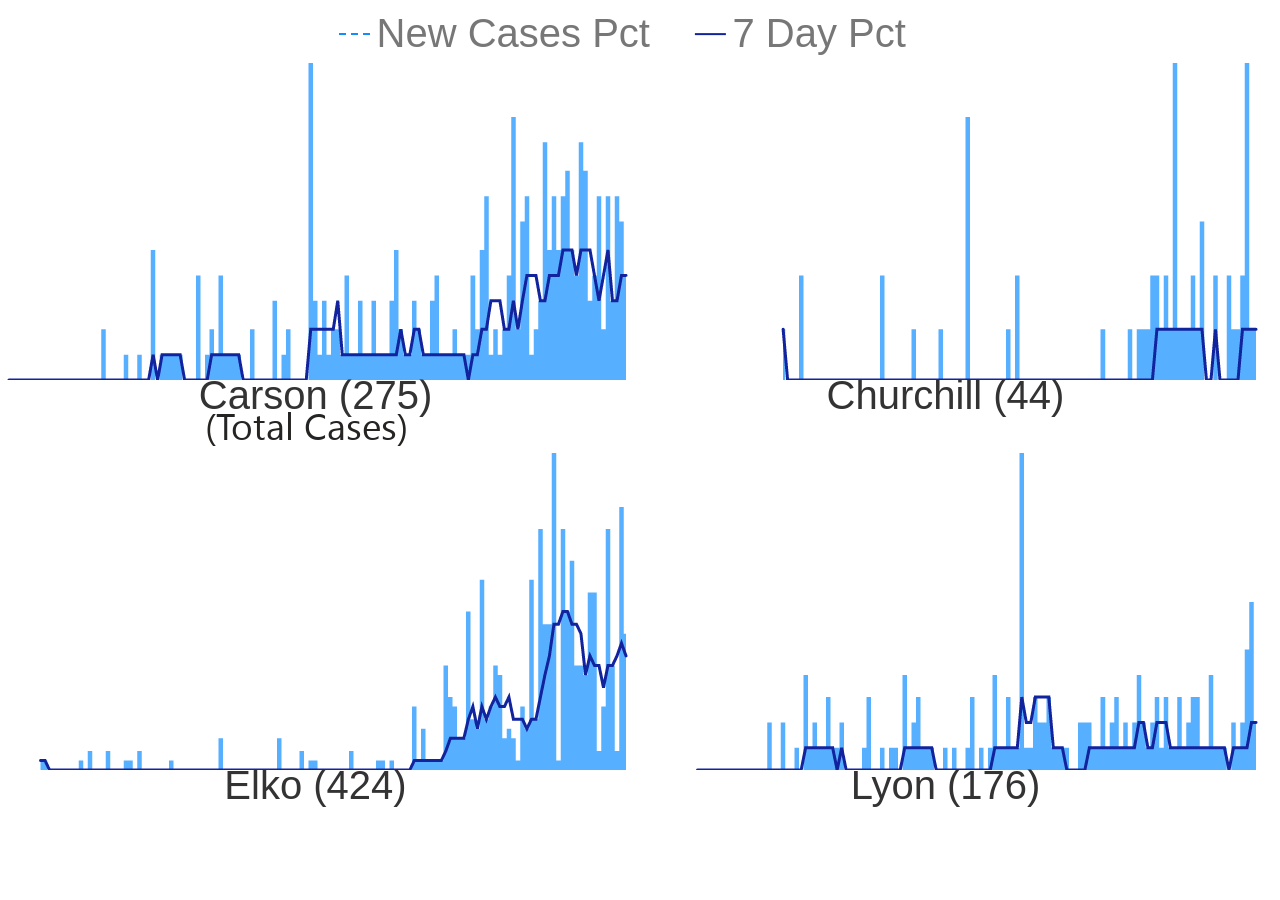 New Cases Pct 7 Day Pct
Carson (275)
(Total Cases)
Churchill (44)
Elko (424)
Lyon (176)